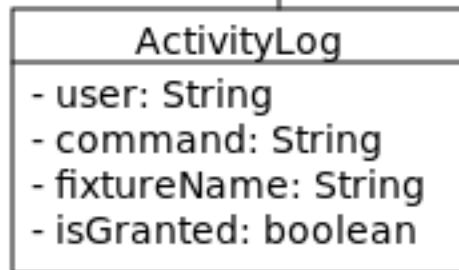 ActivityLog
- user: String
- command: String
- fixtureName: String
- isGranted: boolean